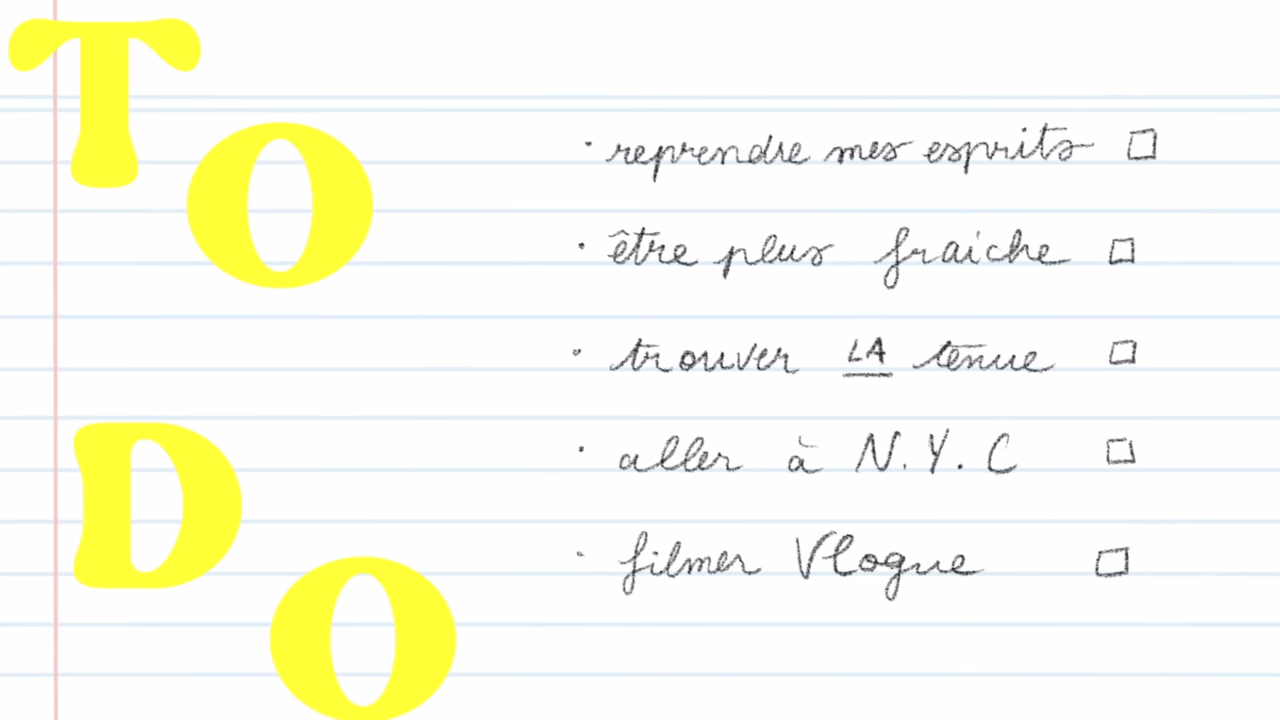 TO
DO
· reprendre mes esprits □
· être plus fraiche □
· trouver LA tenue □
· aller à N.Y.C □
· filmer Vlogue □